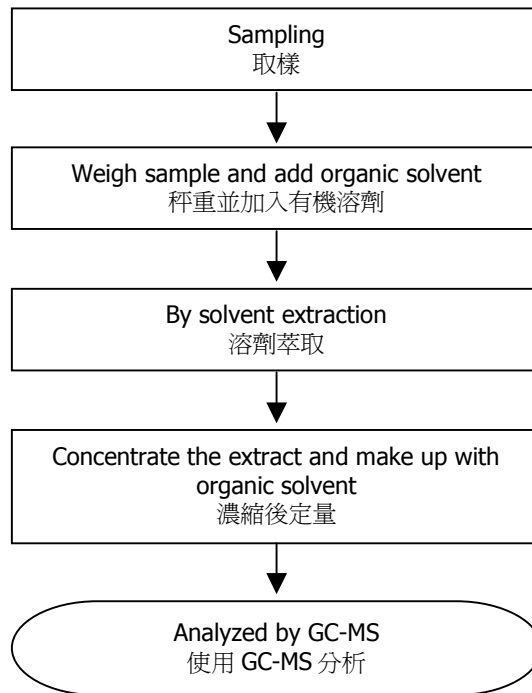 Sampling
取樣
Weigh sample and add organic solvent
秤重並加入有機溶劑
By solvent extraction
溶劑萃取
Concentrate the extract and make up with
organic solvent
濃縮後定量
Analyzed by GC-MS
使用 GC-MS 分析